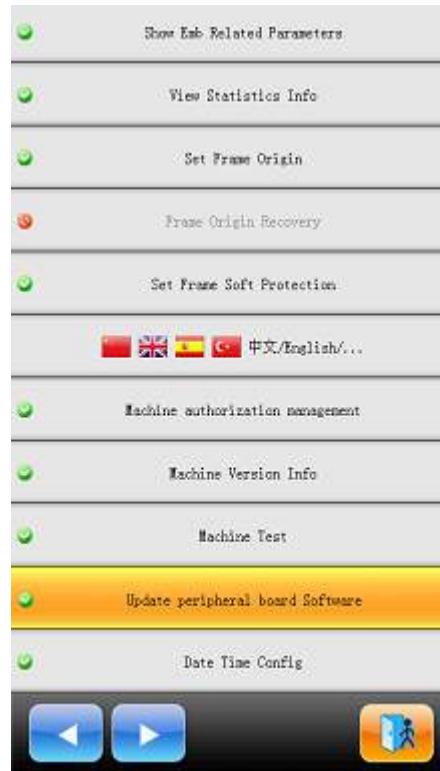 Show Emb Related Parameters
View Statistics Info
Set Frame Origin
Frame Origin Recovery
Set Frame Soft Protection
中文/English/...
Machine authorization management
Machine Version Info
Machine Test
Update peripheral board Software
Date Time Config